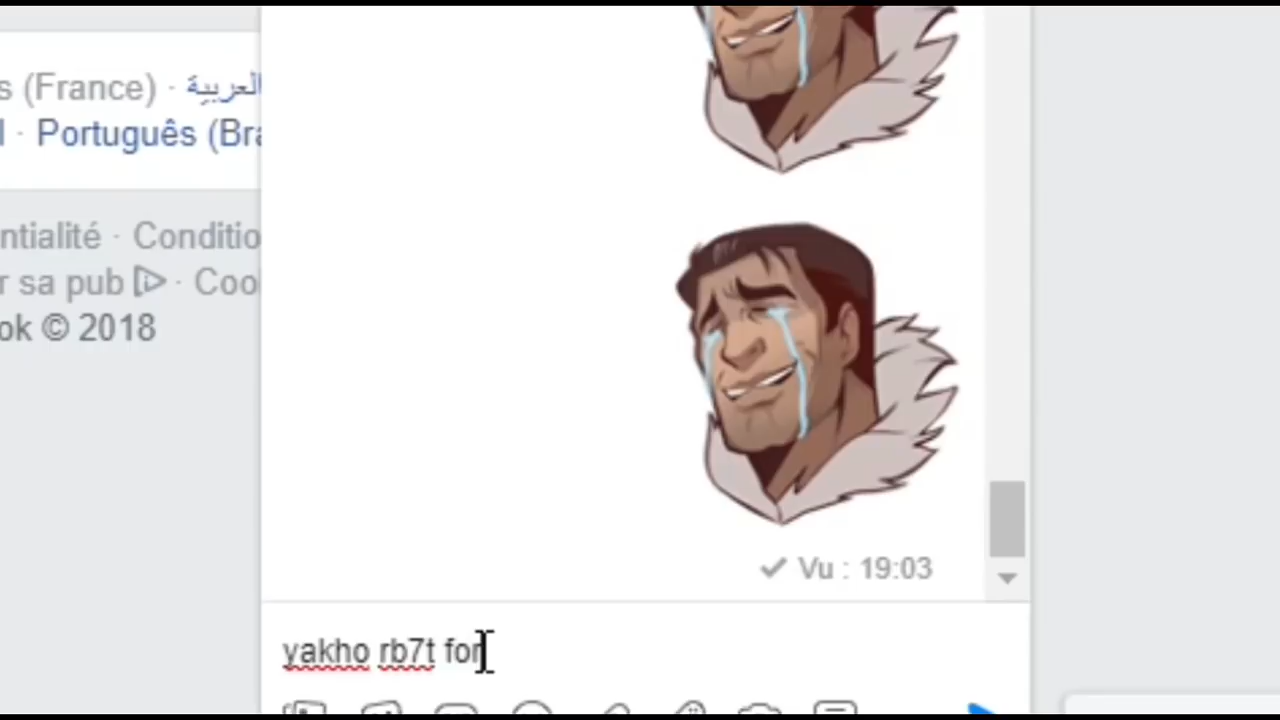 s (France) · العربية
l · Português (Bra
ntialité · Conditio
r sa pub · Coo
ok © 2018
Vu : 19:03
yakho rb7t for